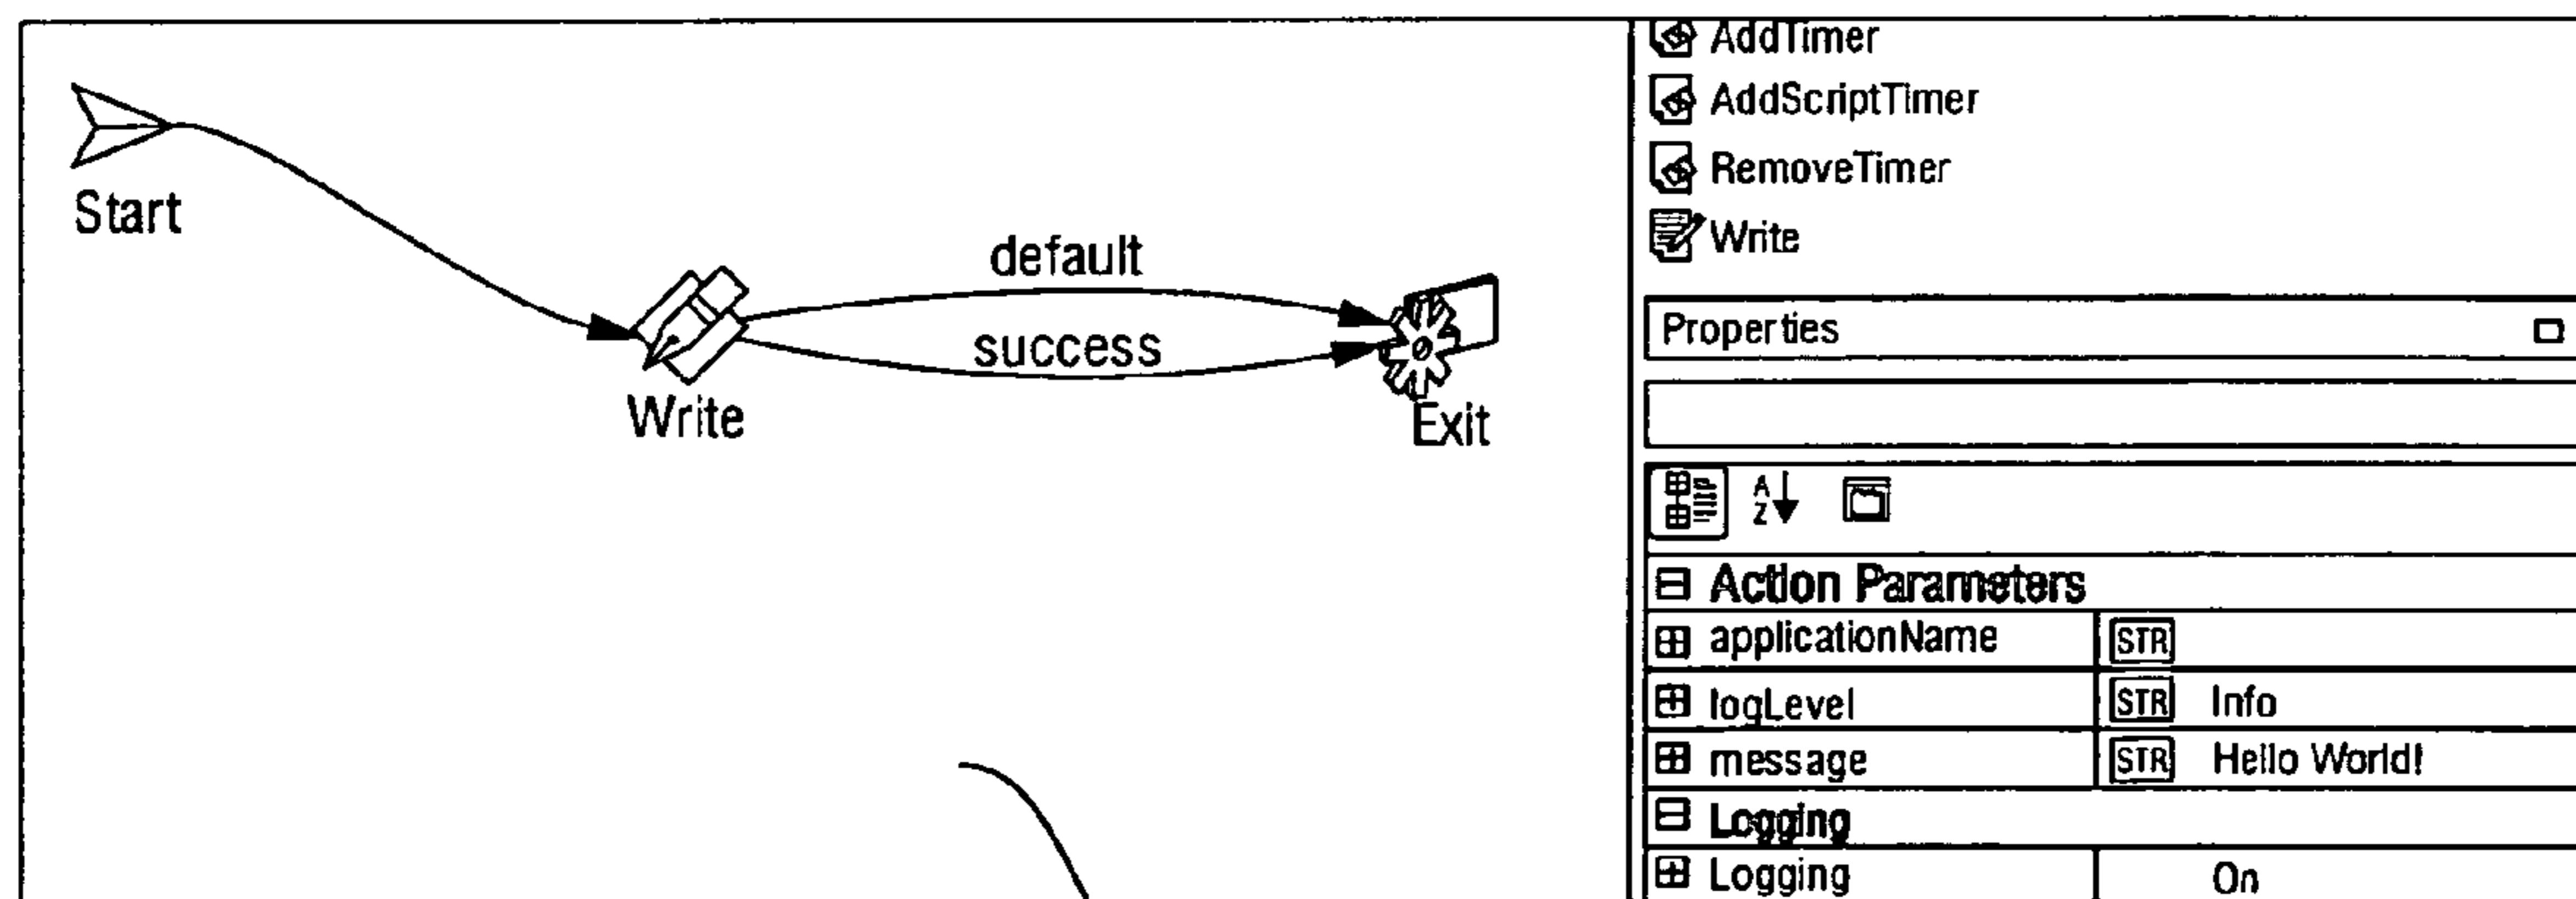 Start
default
success
Write
Exit
AddTimer
AddScriptTimer
RemoveTimer
Write
Properties
A
Z
Action Parameters
applicationName STR
logLevel STR Info
message STR Hello World!
Logging
Logging On